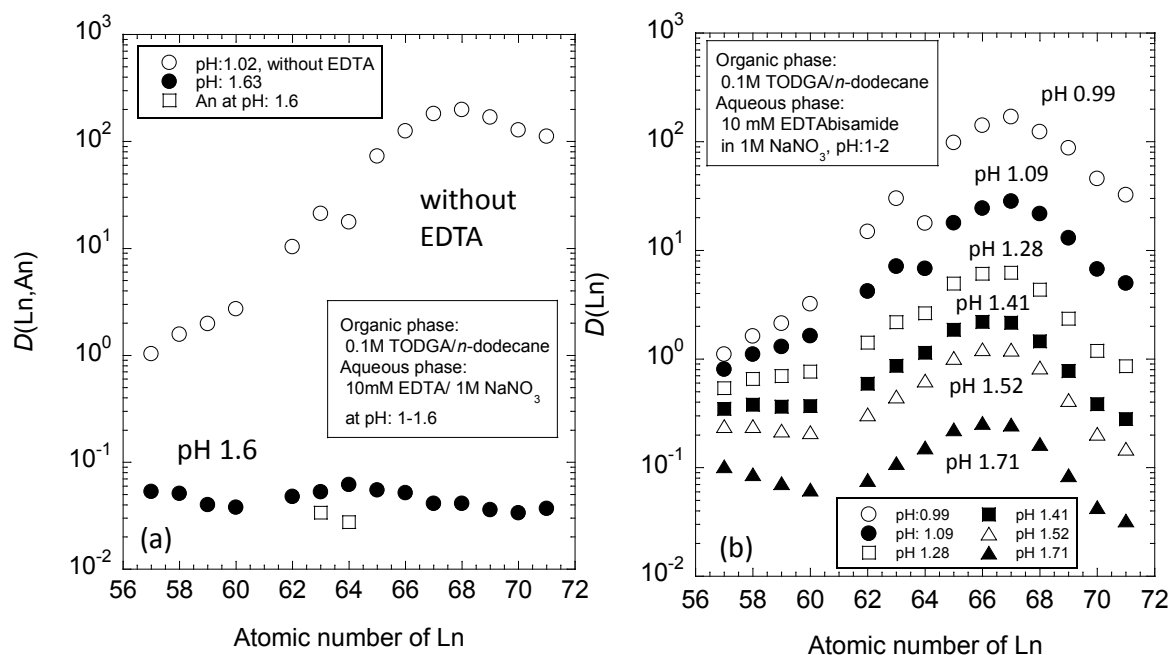 10³
10²
10¹
10⁰
10⁻¹
10⁻²
D(Ln,An)
pH:1.02, without EDTA
pH: 1.63
An at pH: 1.6
without
EDTA
Organic phase:
0.1M TODGA/n-dodecane
Aqueous phase:
10mM EDTA/ 1M NaNO₃
at pH: 1-1.6
pH 1.6
(a)
56 58 60 62 64 66 68 70 72
Atomic number of Ln
10³
10²
10¹
10⁰
10⁻¹
10⁻²
D(Ln)
Organic phase:
0.1M TODGA/n-dodecane
Aqueous phase:
10 mM EDTAbisamide
in 1M NaNO₃, pH:1-2
pH 0.99
pH 1.09
pH 1.28
pH 1.41
pH 1.52
pH 1.71
pH:0.99
pH: 1.09
pH 1.28
pH 1.41
pH 1.52
pH 1.71
(b)
56 58 60 62 64 66 68 70 72
Atomic number of Ln